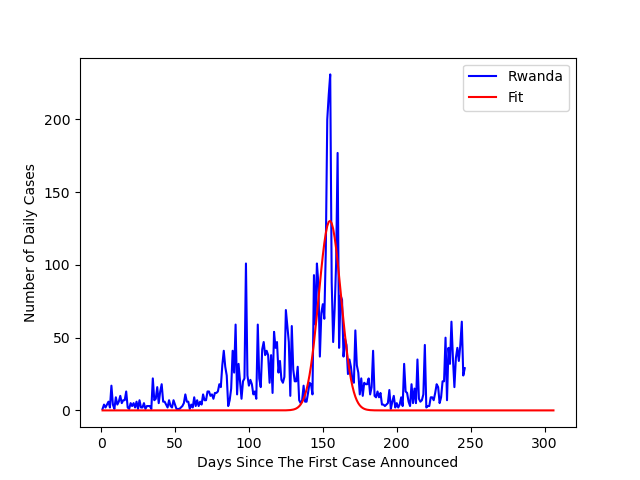 Rwanda
Fit
200
150
100
50
0
Number of Daily Cases
0 50 100 150 200 250 300
Days Since The First Case Announced